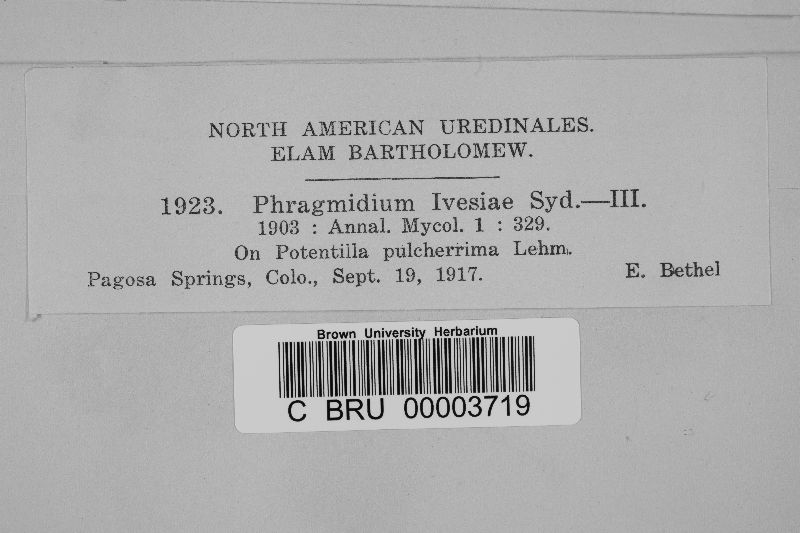 NORTH AMERICAN UREDINALES.
ELAM BARTHOLOMEW.
1923. Phragmidium Ivesiae Syd.—III.
1903 : Annal. Mycol. 1 : 329.
On Potentilla pulcherrima Lehm.
Pagosa Springs, Colo., Sept. 19, 1917. E. Bethel
Brown University Herbarium
C BRU 00003719